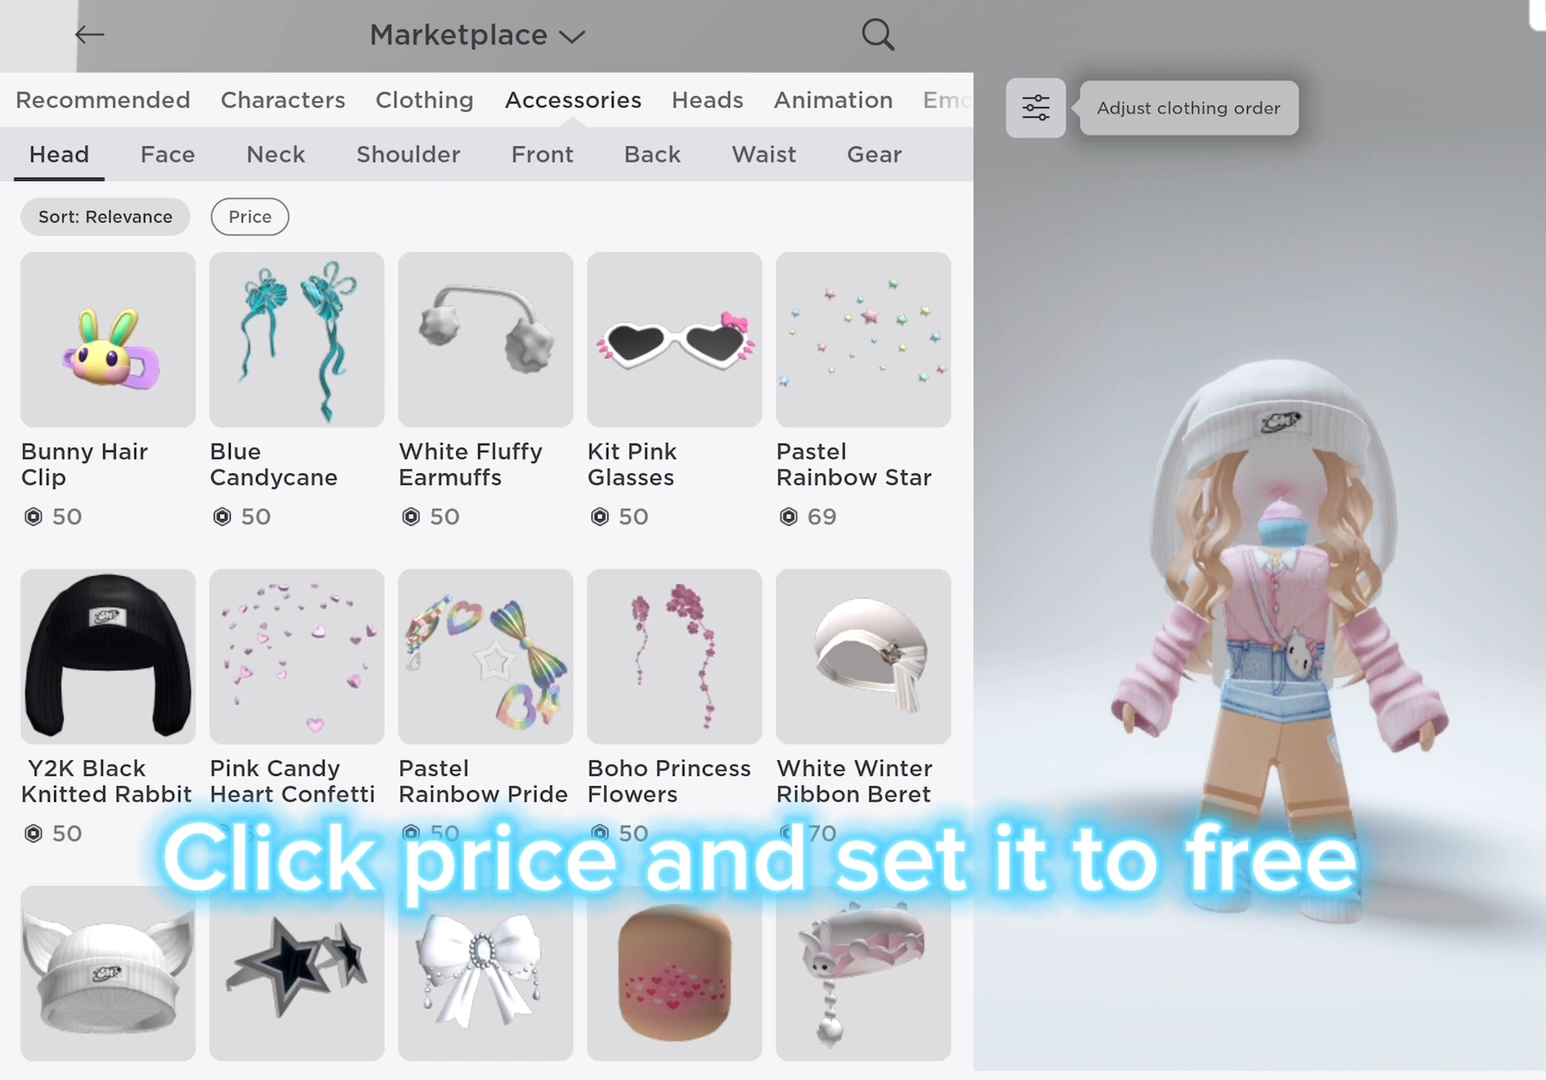 Marketplace
Recommended Characters Clothing Accessories Heads Animation
Adjust clothing order
Head Face Neck Shoulder Front Back Waist Gear
Sort: Relevance Price
Bunny Hair Clip
50
Blue Candycane
50
White Fluffy Earmuffs
50
Kit Pink Glasses
50
Pastel Rainbow Star
69
Y2K Black Knitted Rabbit
50
Pink Candy Heart Confetti
Pastel Rainbow Pride
50
Boho Princess Flowers
50
White Winter Ribbon Beret
70
Click price and set it to free